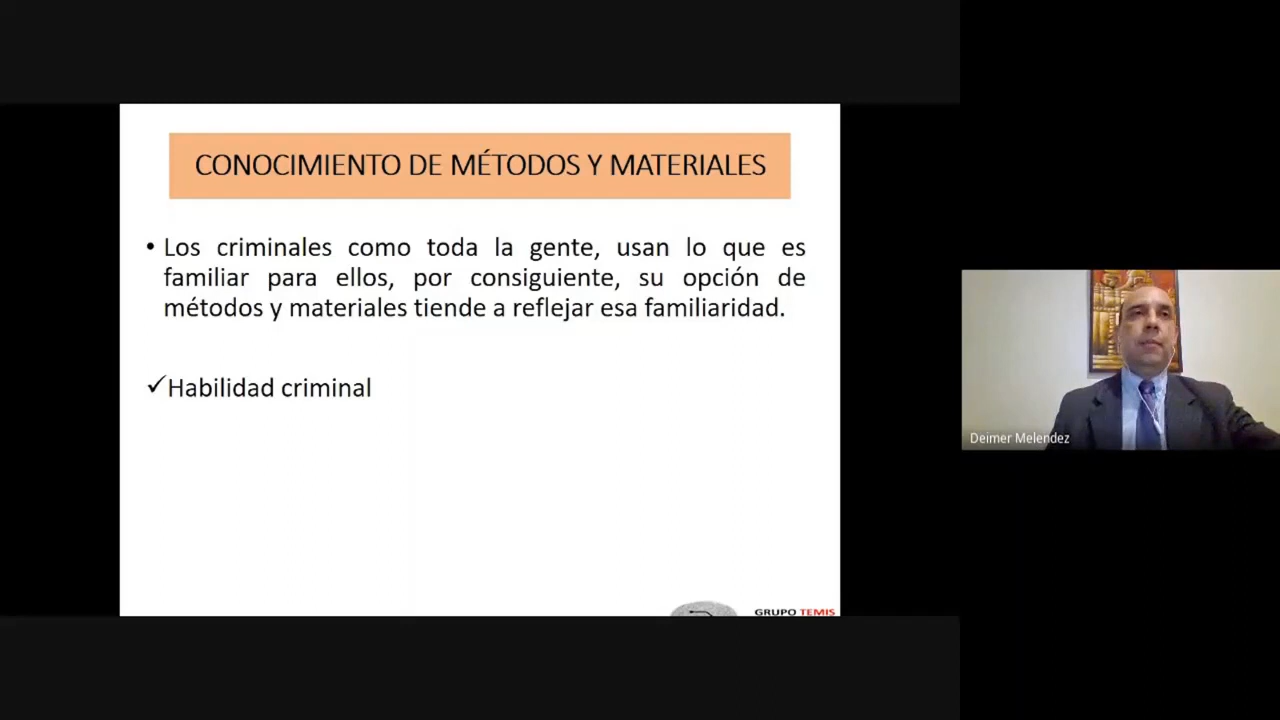 CONOCIMIENTO DE MÉTODOS Y MATERIALES
• Los criminales como toda la gente, usan lo que es
familiar para ellos, por consiguiente, su opción de
métodos y materiales tiende a reflejar esa familiaridad.
✓Habilidad criminal
GRUPO TEMIS
Deimer Melendez